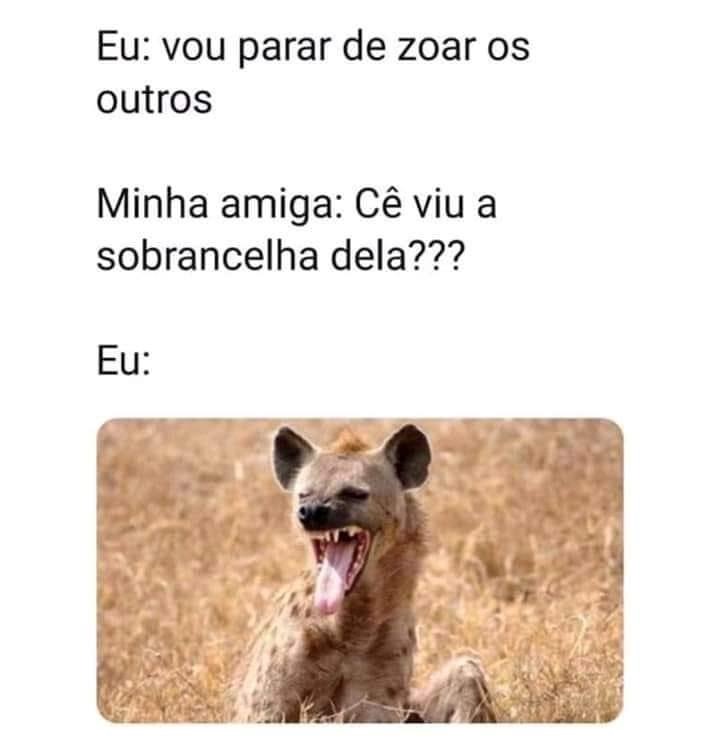 Eu: vou parar de zoar os
outros
Minha amiga: Cê viu a
sobrancelha dela???
Eu: